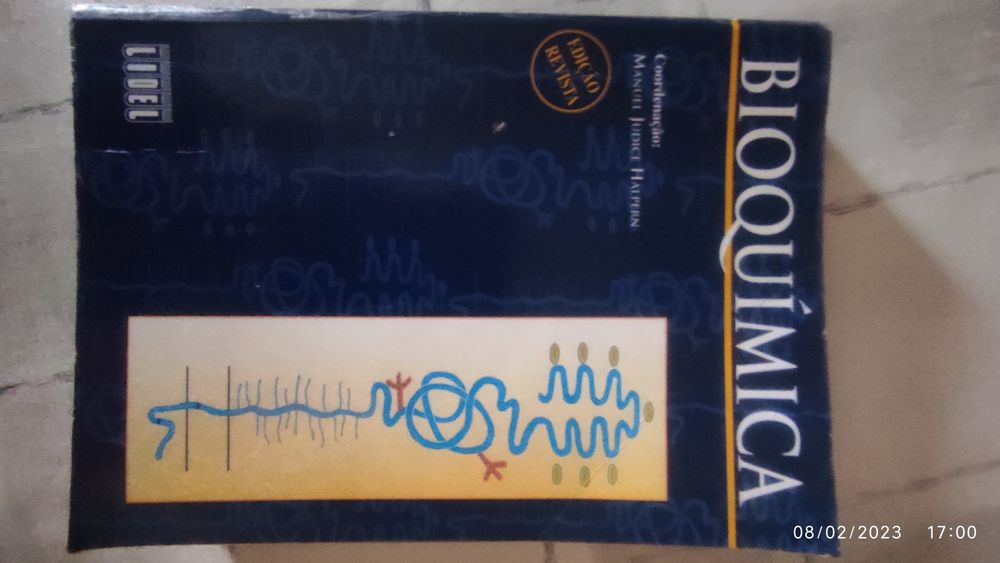 BIOQUÍMICA
Coordenação:
MANUEL JUDICE HALPERN
EDIÇÃO
REVISTA
LIDEL
08/02/2023 17:00